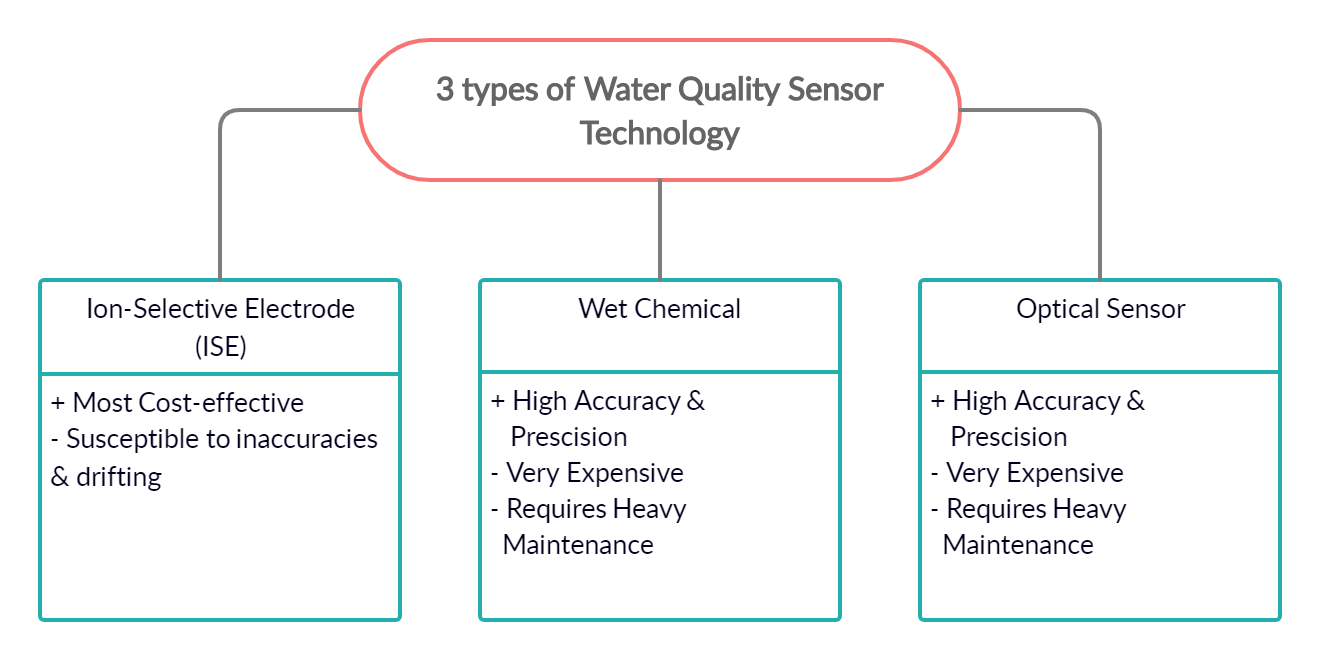 3 types of Water Quality Sensor
Technology
Ion-Selective Electrode
(ISE)
+ Most Cost-effective
- Susceptible to inaccuracies
& drifting
Wet Chemical
+ High Accuracy &
Prescision
- Very Expensive
- Requires Heavy
Maintenance
Optical Sensor
+ High Accuracy &
Prescision
- Very Expensive
- Requires Heavy
Maintenance